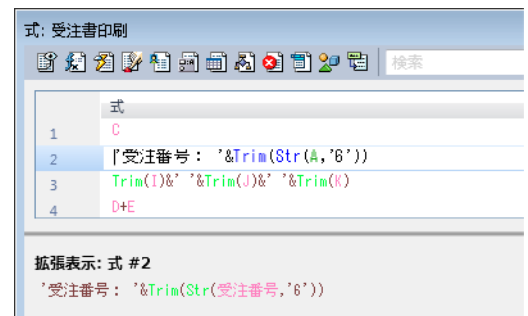 式: 受注書印刷
検索
式
1 C
2 '受注番号： '&Trim(Str(A,'6'))
3 Trim(I)&' '&Trim(J)&' '&Trim(K)
4 D+E
拡張表示: 式 #2
'受注番号： '&Trim(Str(受注番号,'6'))